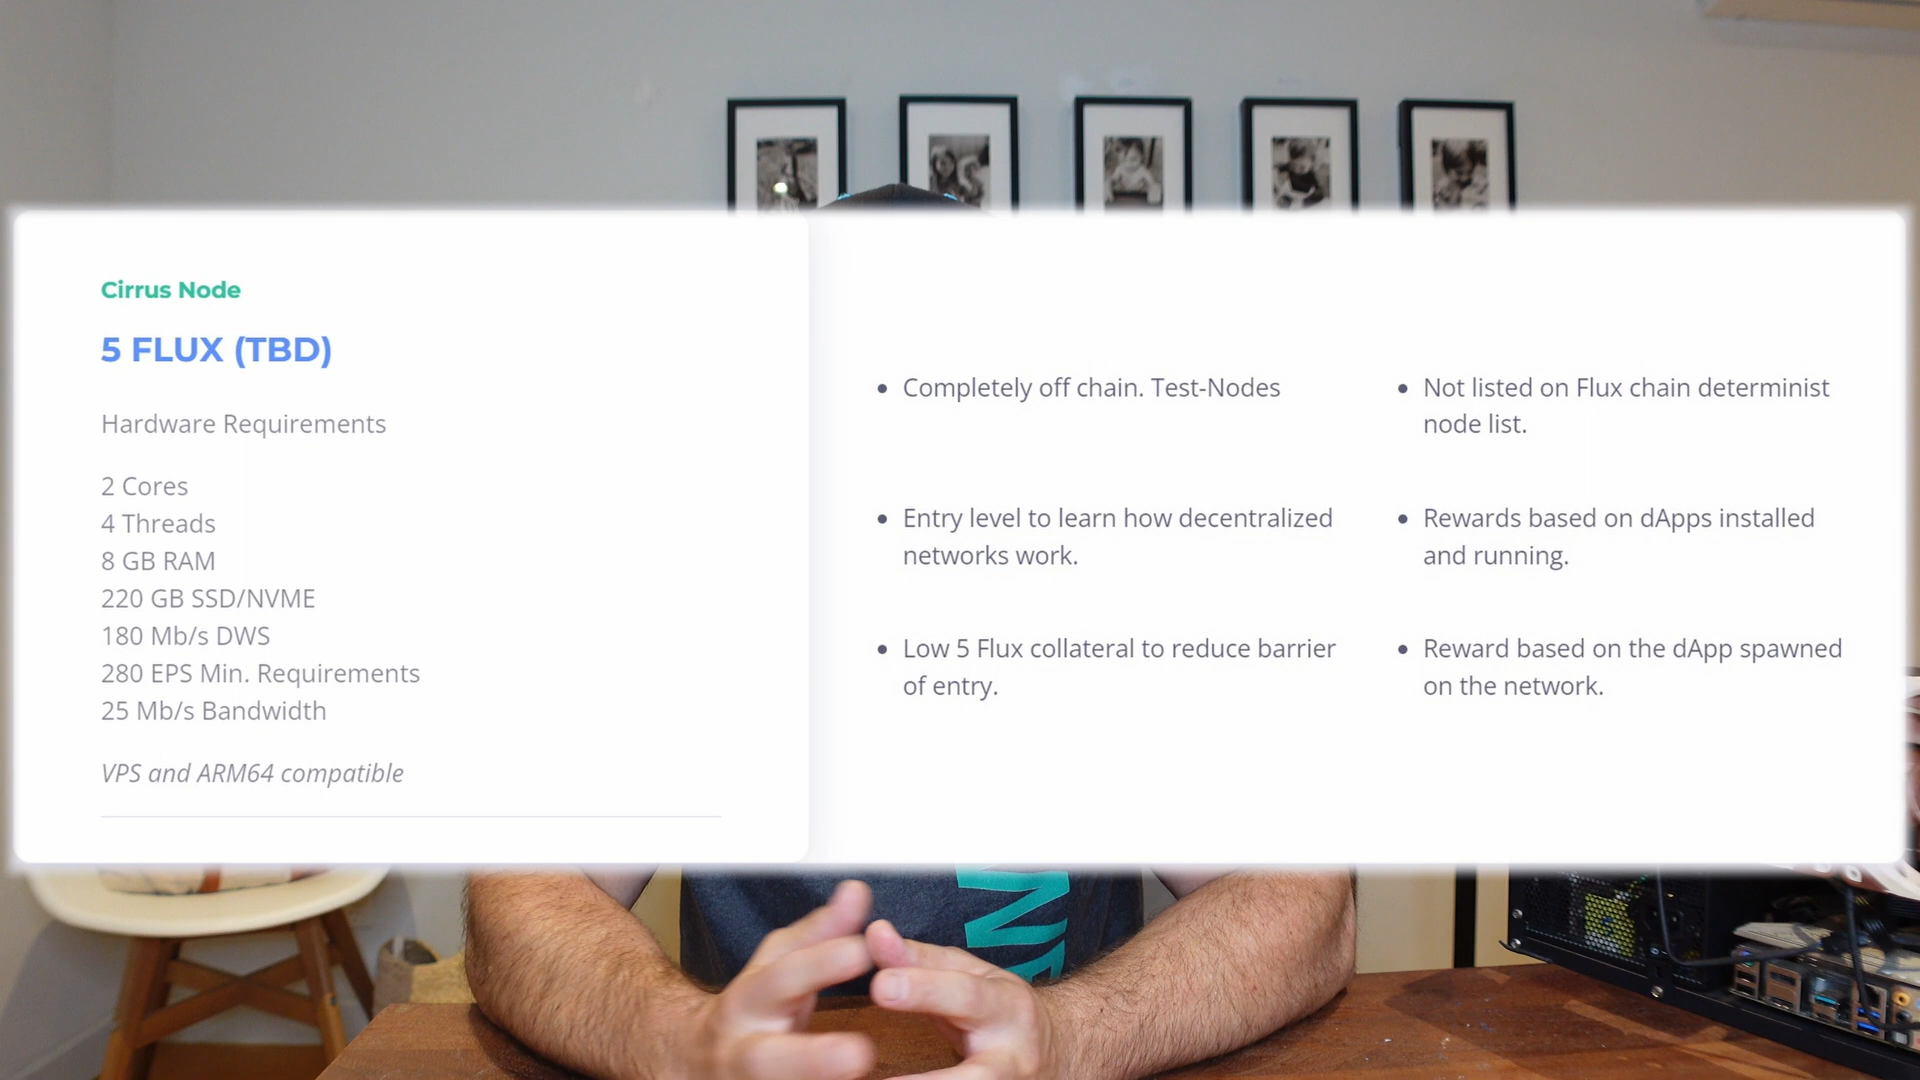 Cirrus Node
5 FLUX (TBD)
Hardware Requirements
2 Cores
4 Threads
8 GB RAM
220 GB SSD/NVME
180 Mb/s DWS
280 EPS Min. Requirements
25 Mb/s Bandwidth
VPS and ARM64 compatible
Completely off chain. Test-Nodes
Entry level to learn how decentralized
networks work.
Low 5 Flux collateral to reduce barrier
of entry.
Not listed on Flux chain determinist
node list.
Rewards based on dApps installed
and running.
Reward based on the dApp spawned
on the network.